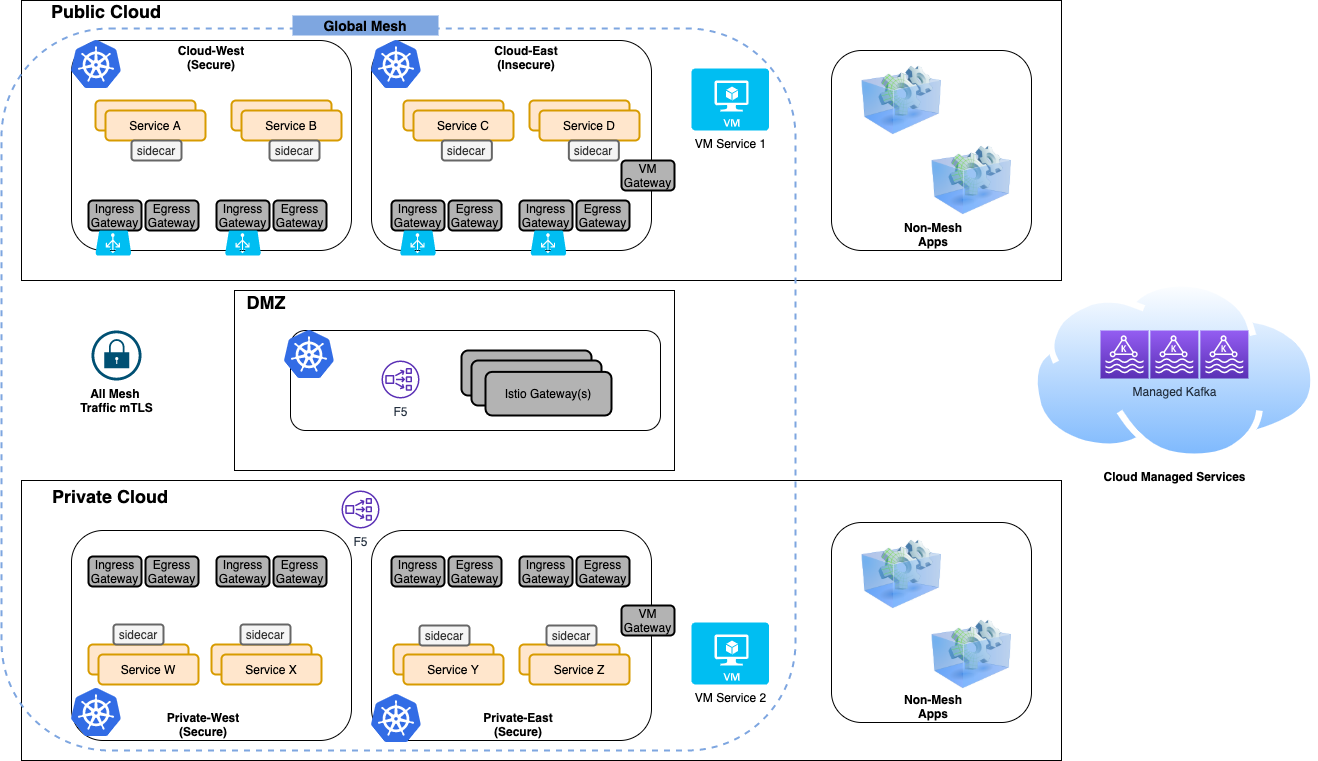 Public Cloud
Global Mesh
Cloud-West
(Secure)
Cloud-East
(Insecure)
Service A
sidecar
Service B
sidecar
Service C
sidecar
Service D
sidecar
VM
VM Service 1
VM
Gateway
Ingress
Gateway
Egress
Gateway
Ingress
Gateway
Egress
Gateway
Ingress
Gateway
Egress
Gateway
Ingress
Gateway
Egress
Gateway
Non-Mesh
Apps
DMZ
All Mesh
Traffic mTLS
F5
Istio Gateway(s)
K
K
K
Managed Kafka
Cloud Managed Services
Private Cloud
F5
Ingress
Gateway
Egress
Gateway
Ingress
Gateway
Egress
Gateway
Ingress
Gateway
Egress
Gateway
Ingress
Gateway
Egress
Gateway
VM
Gateway
sidecar
Service W
sidecar
Service X
sidecar
Service Y
sidecar
Service Z
VM
VM Service 2
Private-West
(Secure)
Private-East
(Secure)
Non-Mesh
Apps